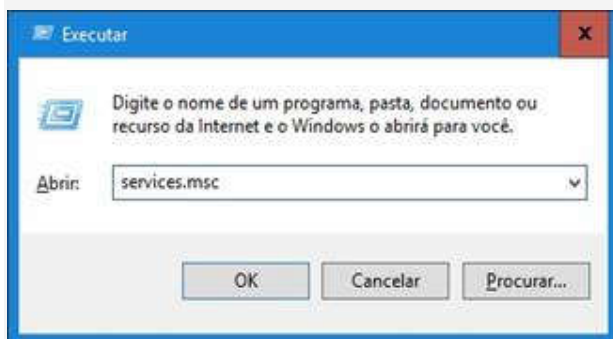 Executar
x
Digite o nome de um programa, pasta, documento ou
recurso da Internet e o Windows o abrirá para você.
Abrir:
services.msc
OK
Cancelar
Procurar...